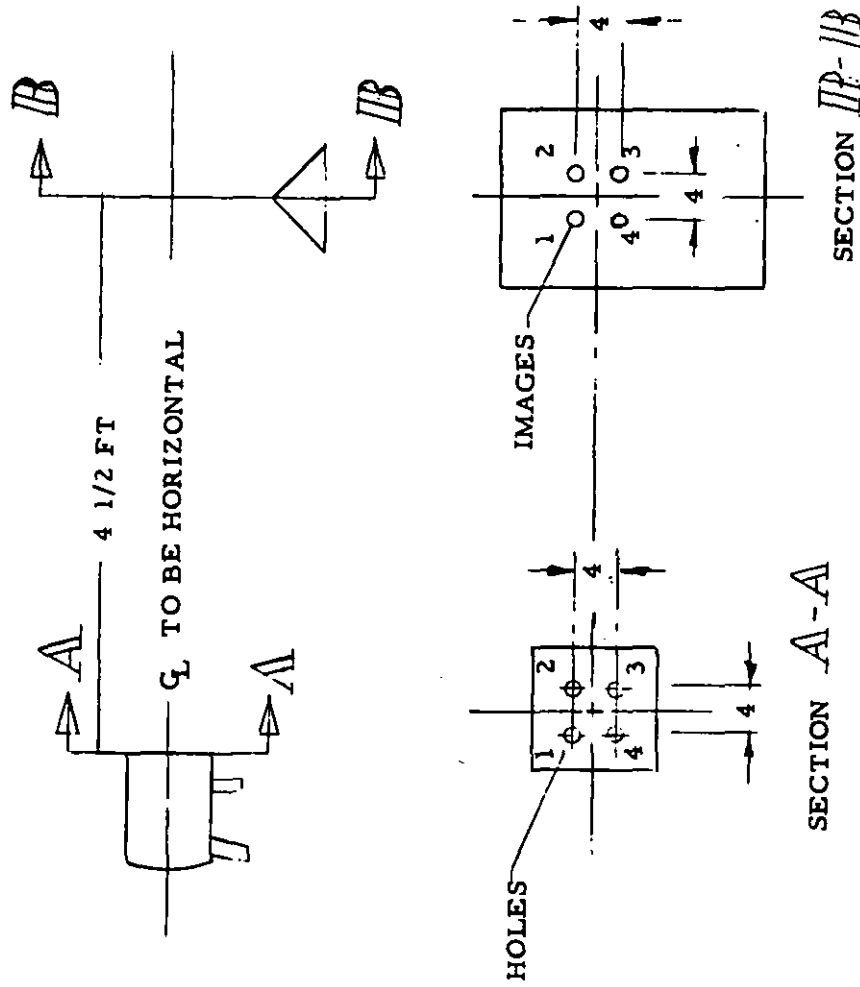 B
B
4 1/2 FT
A
℄ TO BE HORIZONTAL
A
4
2
3
1
4
4
IMAGES
SECTION B-B
4
2
3
1
4
4
HOLES
SECTION A-A